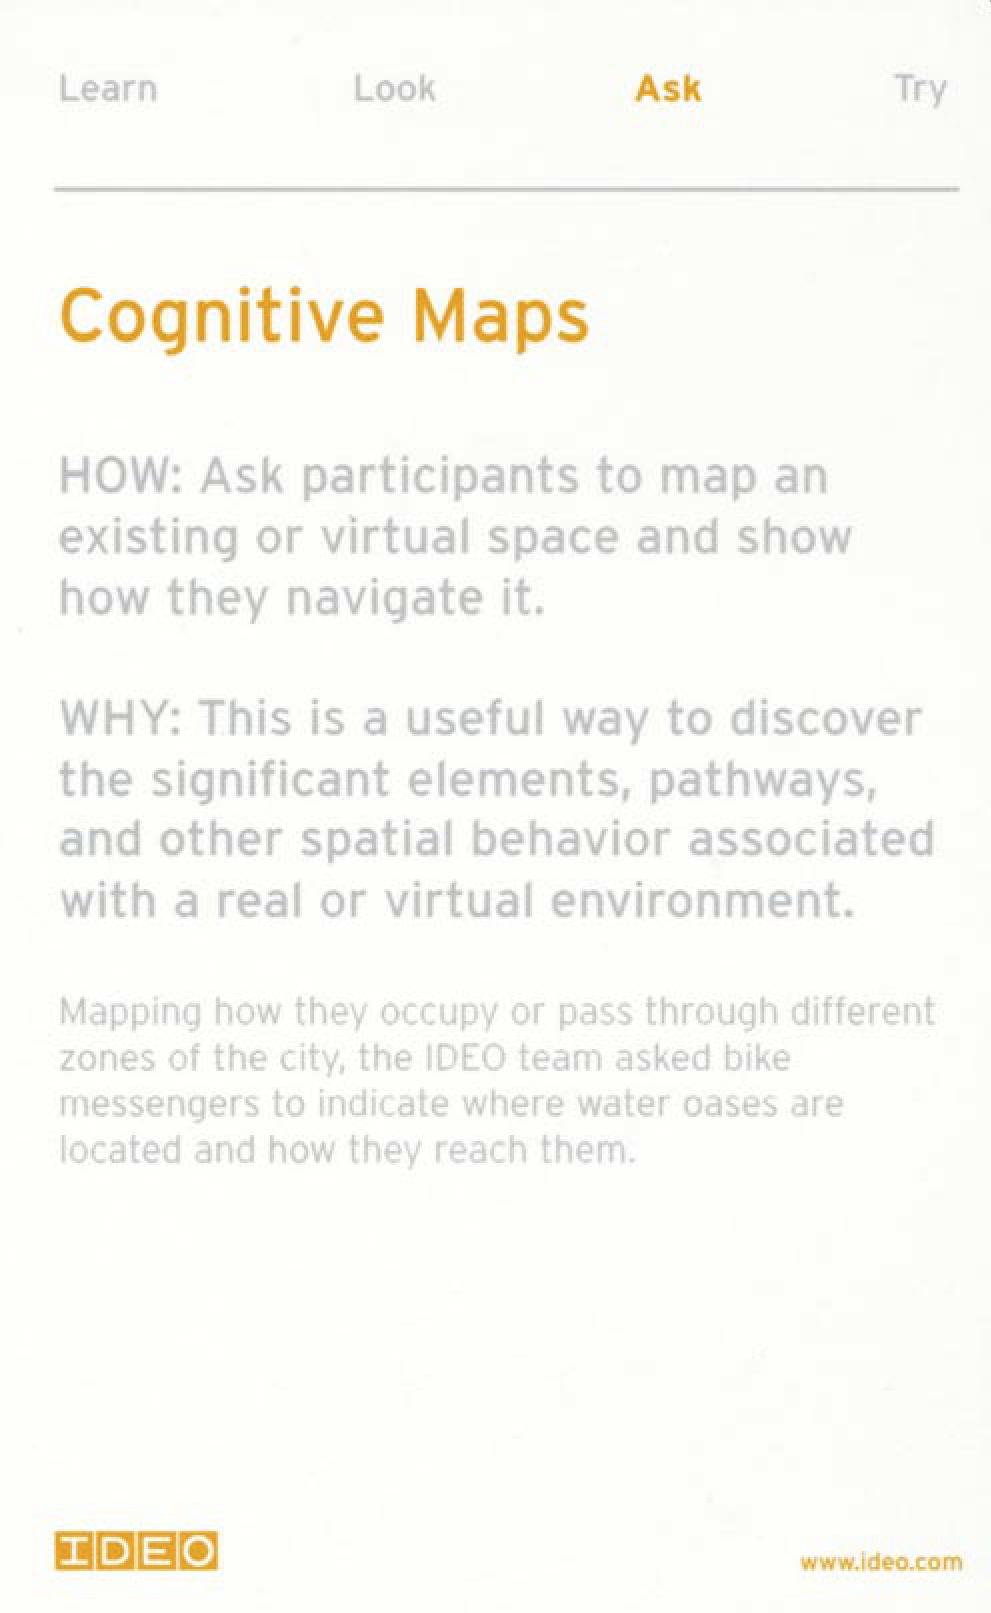 Learn Look Ask Try
Cognitive Maps
HOW: Ask participants to map an
existing or virtual space and show
how they navigate it.
WHY: This is a useful way to discover
the significant elements, pathways,
and other spatial behavior associated
with a real or virtual environment.
Mapping how they occupy or pass through different
zones of the city, the IDEO team asked bike
messengers to indicate where water oases are
located and how they reach them.
IDEO www.ideo.com